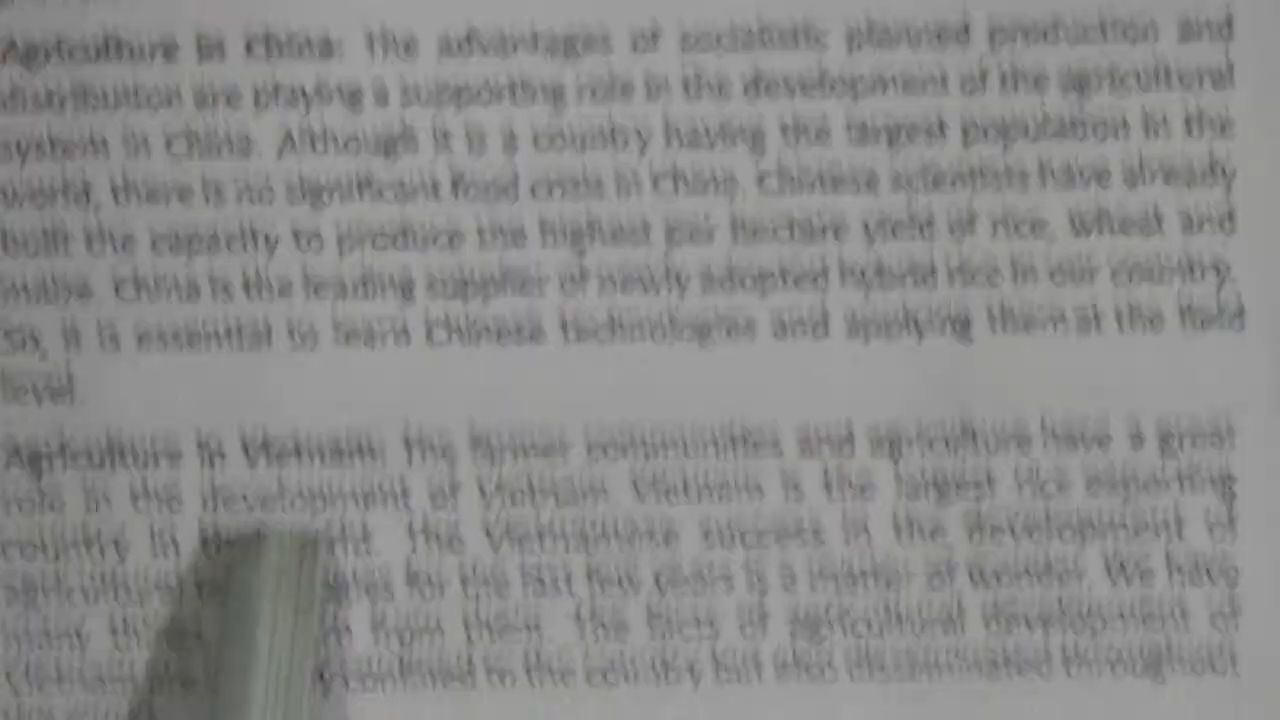 Agriculture in China: The advantages of socialistic planned production and
distribution are playing a supporting role in the development of the agricultural
system in China. Although it is a country having the largest population in the
world, there is no significant food crisis in China. Chinese scientists have already
built the capacity to produce the highest per hectare yield of rice, wheat and
China is the leading supplier of newly adopted hybrid rice in our country.
So, it is essential to learn Chinese technologies and applying them at the field
level.
Agriculture in Vietnam: The farmer communities and agriculture have a great
role in the development of Vietnam. Vietnam is the largest rice exporting
country in The Vietnamese success in the development of
agricultural for the last few years is a matter of wonder. We have
many from them. The facts of agricultural development of
confined to the country but also disseminated throughout